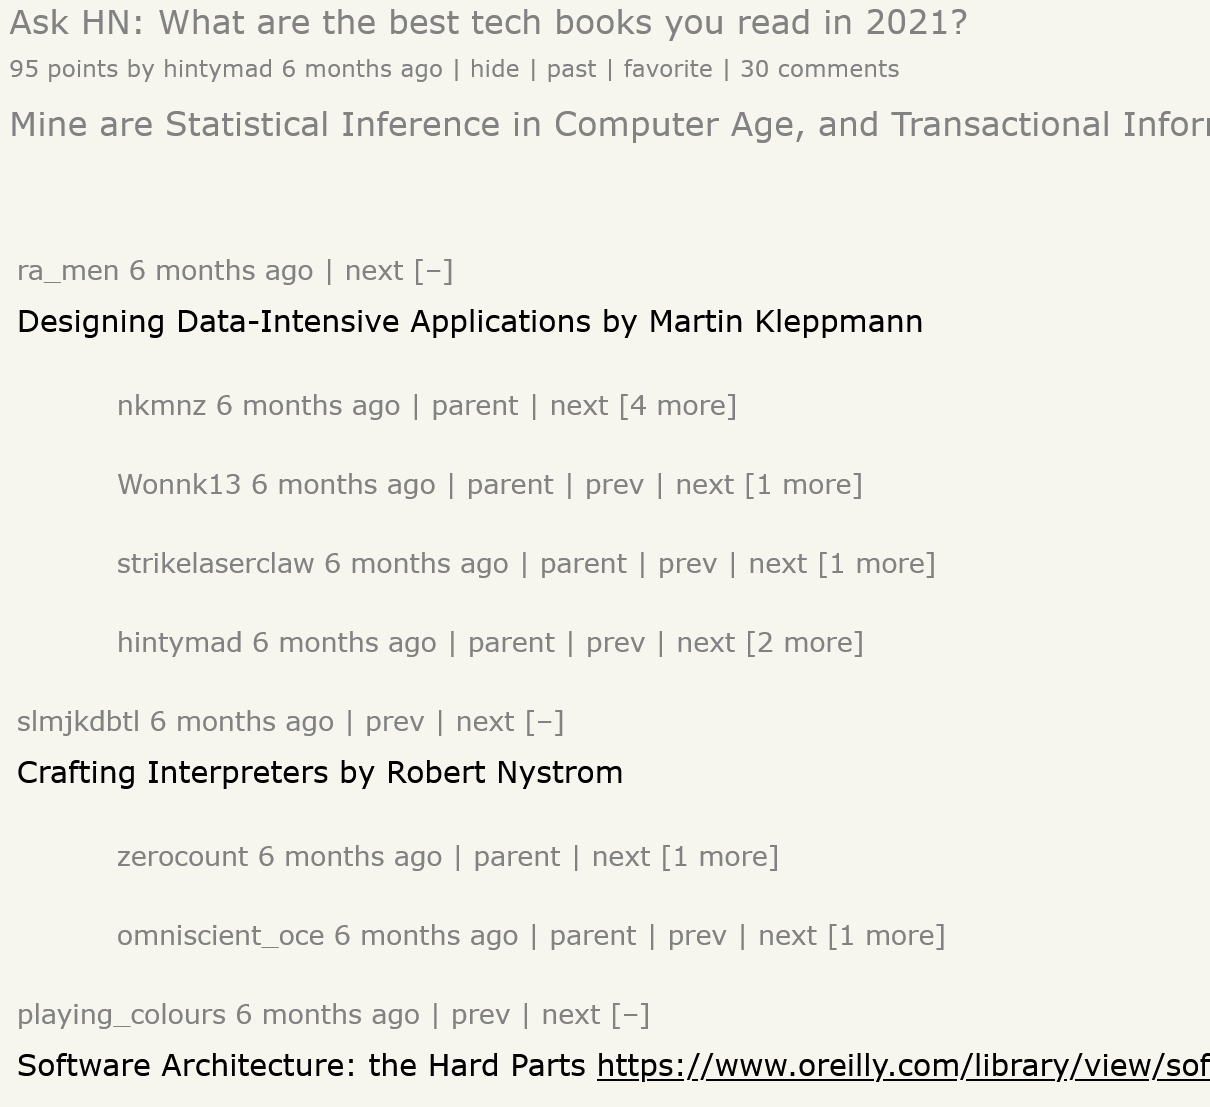 Ask HN: What are the best tech books you read in 2021?
95 points by hintymad 6 months ago | hide | past | favorite | 30 comments
Mine are Statistical Inference in Computer Age, and Transactional
ra_men 6 months ago | next [–]
Designing Data-Intensive Applications by Martin Kleppmann
nkmnz 6 months ago | parent | next [4 more]
Wonnk13 6 months ago | parent | prev | next [1 more]
strikelaserclaw 6 months ago | parent | prev | next [1 more]
hintymad 6 months ago | parent | prev | next [2 more]
slmjkdbtl 6 months ago | prev | next [–]
Crafting Interpreters by Robert Nystrom
zerocount 6 months ago | parent | next [1 more]
omniscient_oce 6 months ago | parent | prev | next [1 more]
playing_colours 6 months ago | prev | next [–]
Software Architecture: the Hard Parts https://www.oreilly.com/library/view/sof